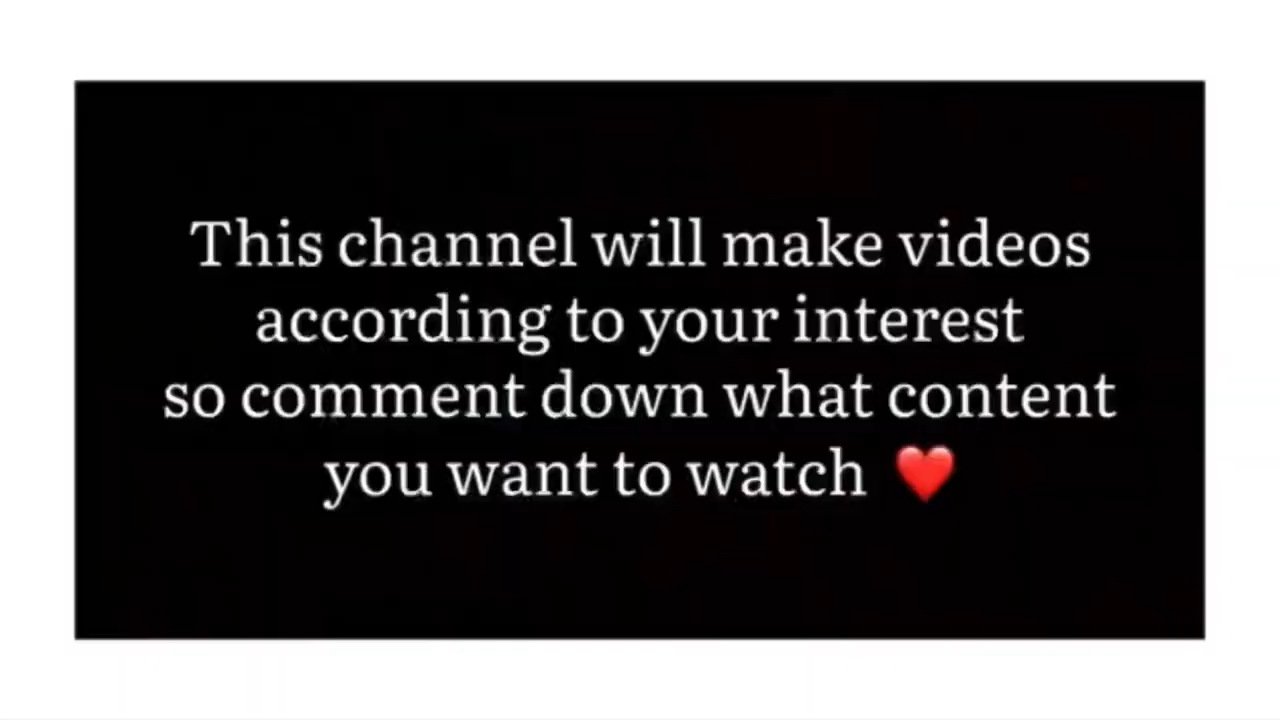 This channel will make videos
according to your interest
so comment down what content
you want to watch ❤️